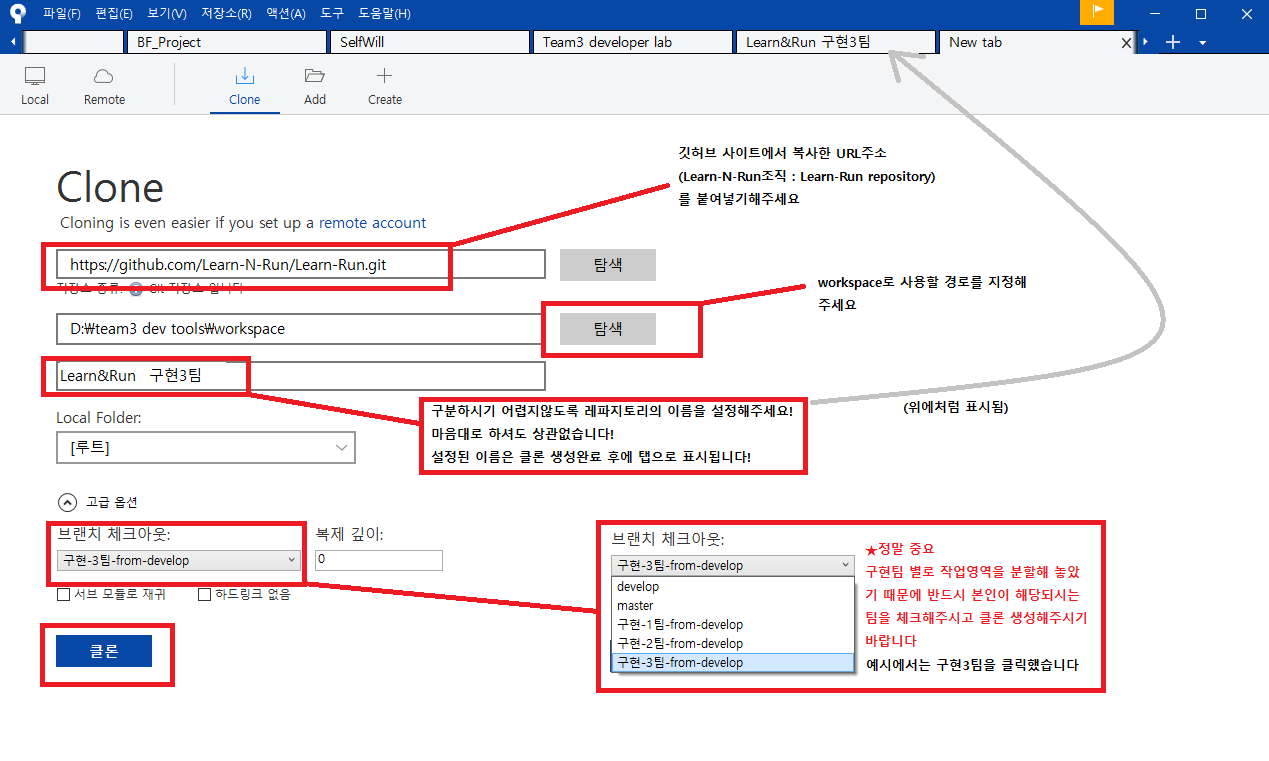 파일(F) 편집(E) 보기(V) 저장소(R) 액션(A) 도구 도움말(H)
BF_Project SelfWill Team3 developer lab Learn&Run 구현3팀 New tab
Local Remote Clone Add Create
깃허브 사이트에서 복사한 URL주소
(Learn-N-Run조직 : Learn-Run repository)
를 붙여넣기해주세요
Clone
Cloning is even easier if you set up a remote account
https://github.com/Learn-N-Run/Learn-Run.git 탐색
저장소 종류: Git 저장소 입니다
workspace로 사용할 경로를 지정해
주세요
D:₩team3 dev tools₩workspace 탐색
Learn&Run 구현3팀
구분하시기 어렵지않도록 레파지토리의 이름을 설정해주세요!
마음대로 하셔도 상관없습니다!
설정된 이름은 클론 생성완료 후에 탭으로 표시됩니다!
(위에처럼 표시됨)
Local Folder:
[루트]
고급 옵션
브랜치 체크아웃: 복제 깊이:
구현-3팀-from-develop 0
서브 모듈로 재귀 하드링크 없음
클론
브랜치 체크아웃:
구현-3팀-from-develop
develop
master
구현-1팀-from-develop
구현-2팀-from-develop
구현-3팀-from-develop
★정말 중요
구현팀 별로 작업영역을 분할해 놓았
기 때문에 반드시 본인이 해당되시는
팀을 체크해주시고 클론 생성해주시기
바랍니다
예시에서는 구현3팀을 클릭했습니다